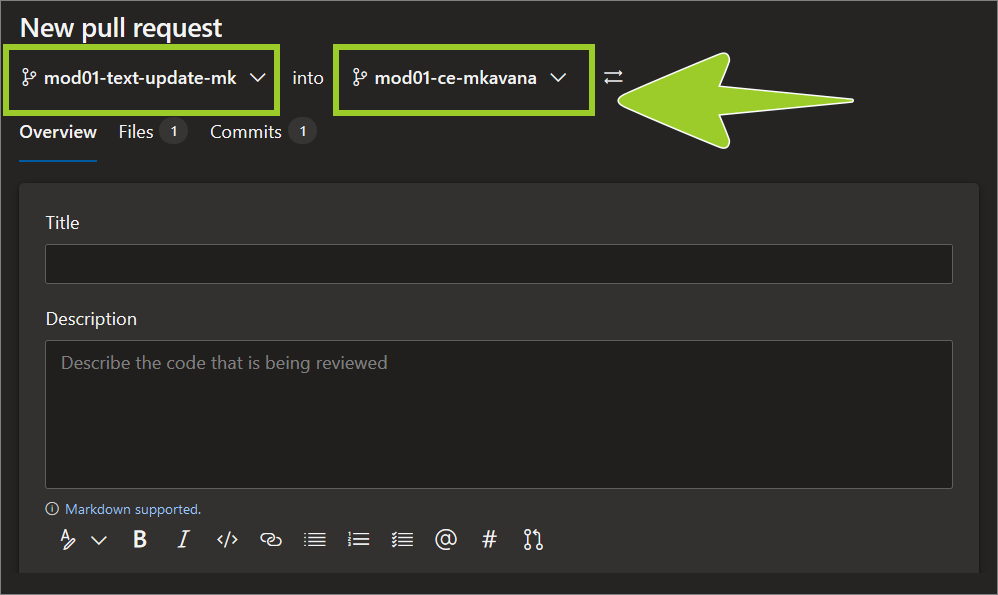 New pull request
mod01-text-update-mk into mod01-ce-mkavana
Overview Files 1 Commits 1
Title
Description
Describe the code that is being reviewed
Markdown supported.
B I </> @ #